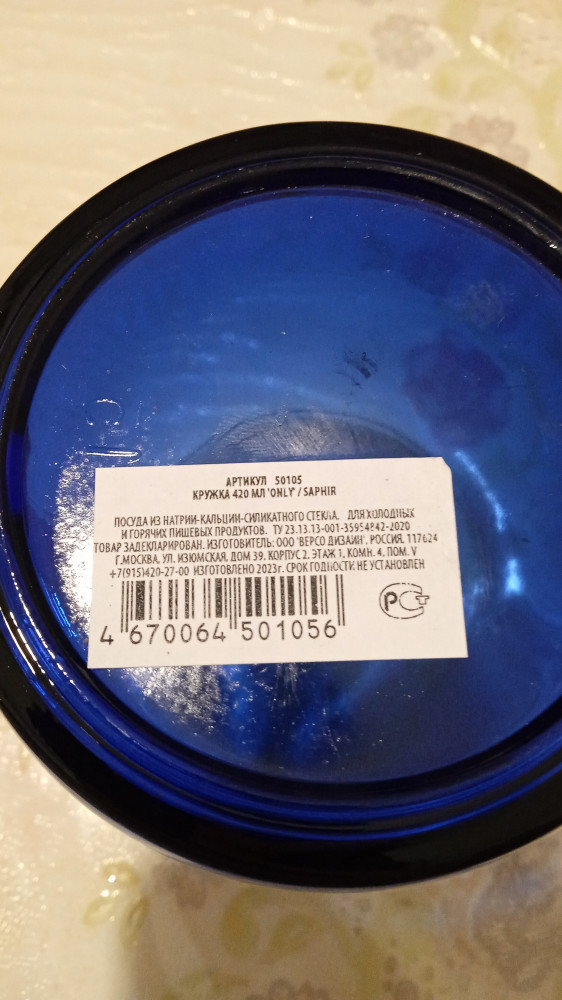 АРТИКУЛ 50105
КРУЖКА 420 МЛ 'ONLY' / SAPHIR
ПОСУДА ИЗ НАТРИИ-КАЛЬЦИИ-СИЛИКАТНОГО СТЕКЛА. ДЛЯ ХОЛОДНЫХ
И ГОРЯЧИХ ПИЩЕВЫХ ПРОДУКТОВ. ТУ 23.13.13-001-35954842-2020
ТОВАР ЗАДЕКЛАРИРОВАН. ИЗГОТОВИТЕЛЬ: ООО 'ВЕРСО ДИЗАЙН'. РОССИЯ. 117624
Г.МОСКВА, УЛ. ИЗЮМСКАЯ, ДОМ 39. КОРПУС 2, ЭТАЖ 1, КОМН. 4, ПОМ. V
+7(915)420-27-00 ИЗГОТОВЛЕНО 2023г. СРОК ГОДНОСТИ НЕ УСТАНОВЛЕН
4 670064 501056
РСТ